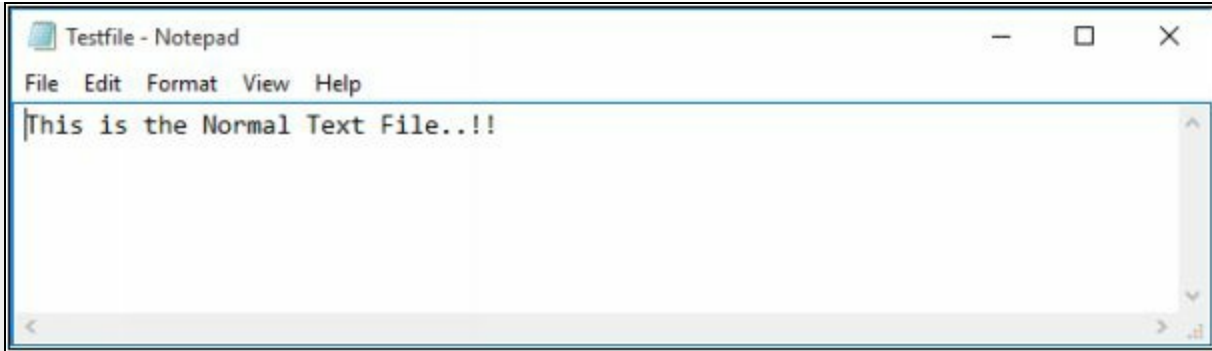 Testfile - Notepad
File Edit Format View Help
This is the Normal Text File..!!